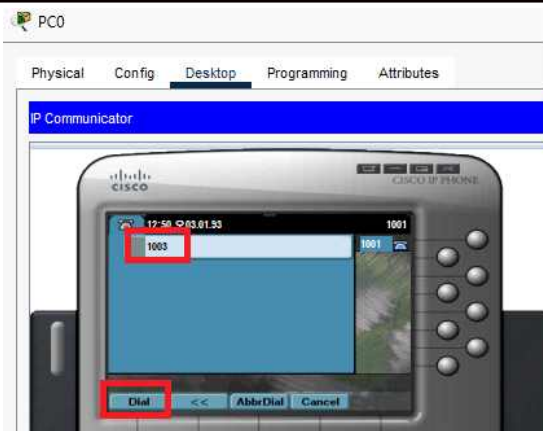 PC0
Physical Config Desktop Programming Attributes
IP Communicator
CISCO
CISCO IP PHONE
12:50 03.01.93 1001
1003
1001
Dial << AbbrDial Cancel